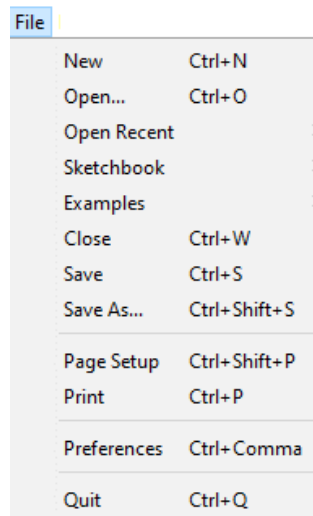 File
New Ctrl+N
Open... Ctrl+O
Open Recent
Sketchbook
Examples
Close Ctrl+W
Save Ctrl+S
Save As... Ctrl+Shift+S
Page Setup Ctrl+Shift+P
Print Ctrl+P
Preferences Ctrl+Comma
Quit Ctrl+Q